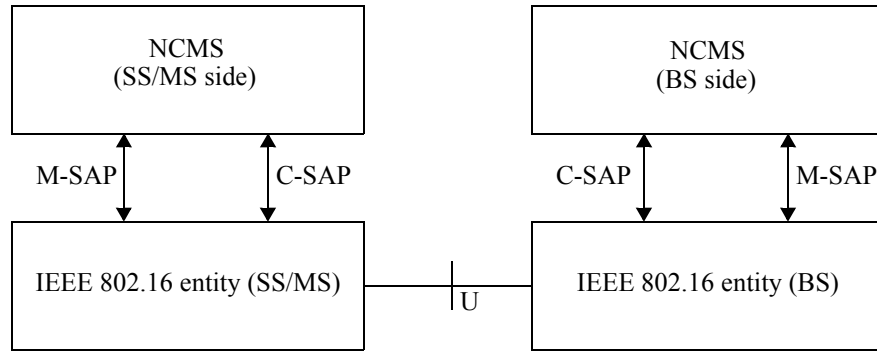 NCMS
(SS/MS side)
NCMS
(BS side)
M-SAP
C-SAP
C-SAP
M-SAP
IEEE 802.16 entity (SS/MS)
U
IEEE 802.16 entity (BS)